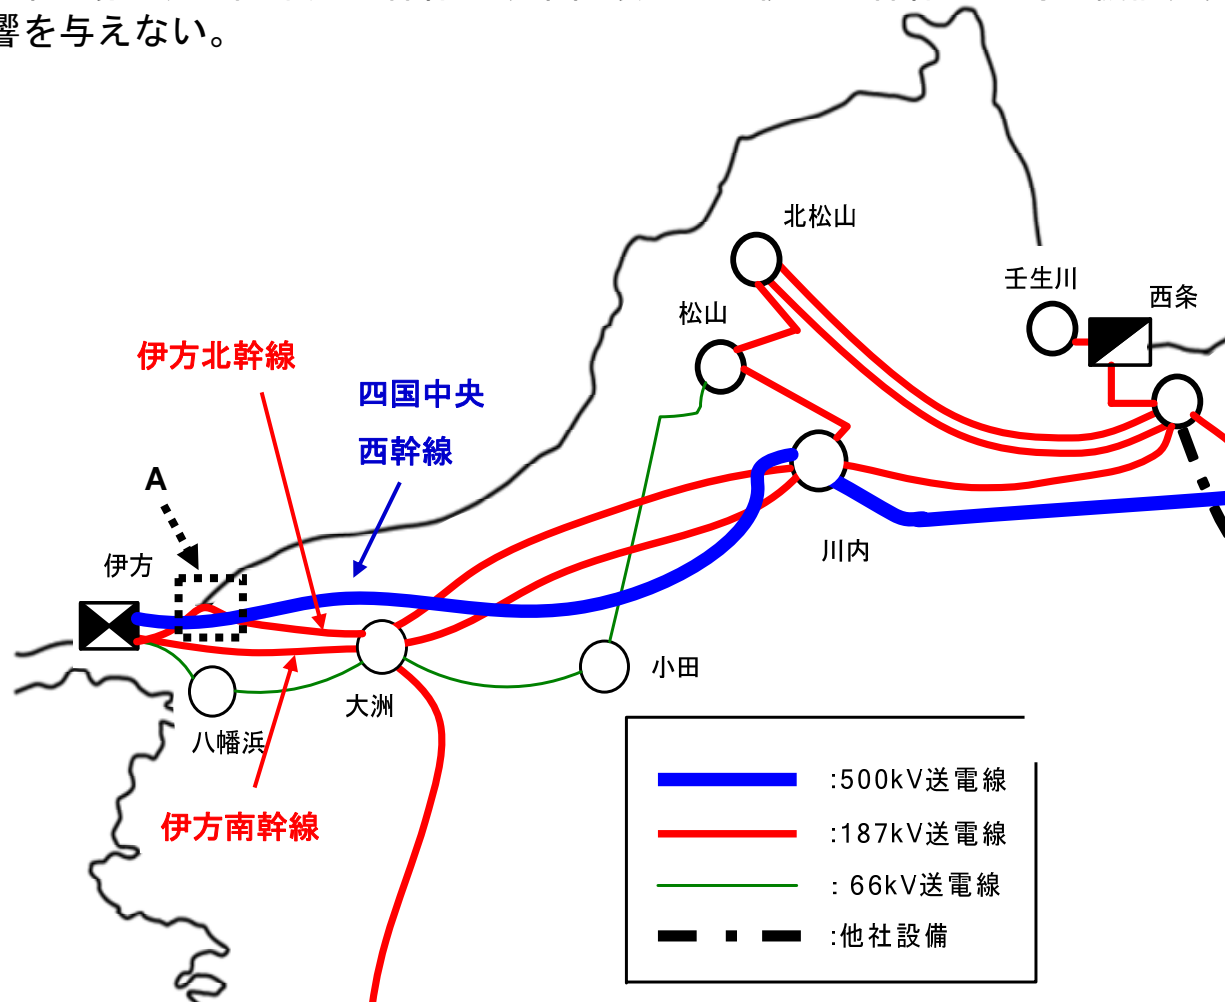 響を与えない。
北松山
壬生川
西条
松山
伊方北幹線
四国中央
西幹線
A
伊方
川内
小田
大洲
八幡浜
伊方南幹線
:500kV送電線
:187kV送電線
: 66kV送電線
:他社設備